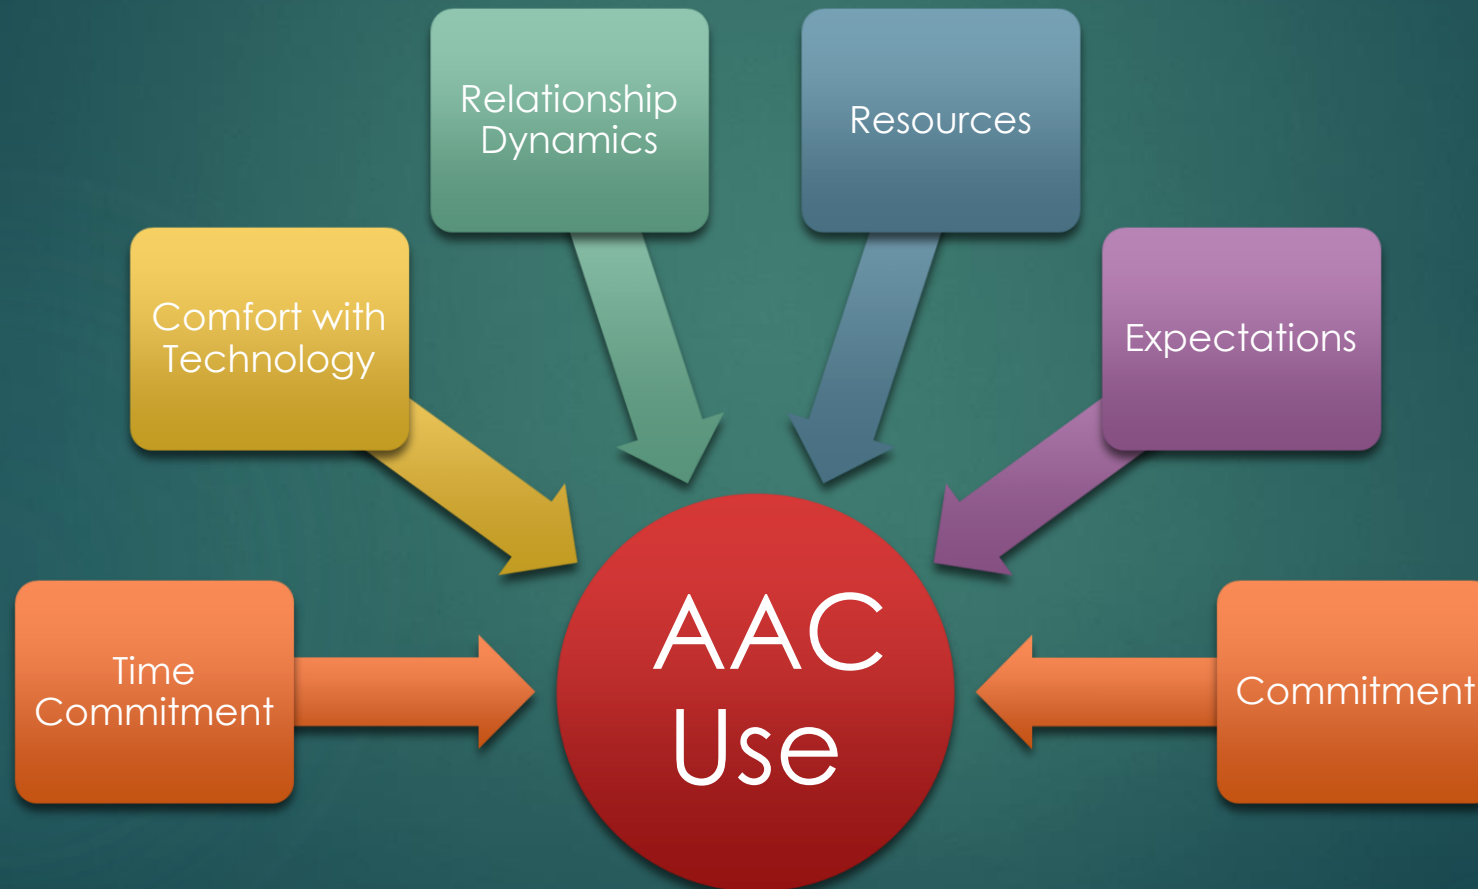 Relationship
Dynamics
Resources
Comfort with
Technology
Expectations
Time
Commitment
AAC
Use
Commitment